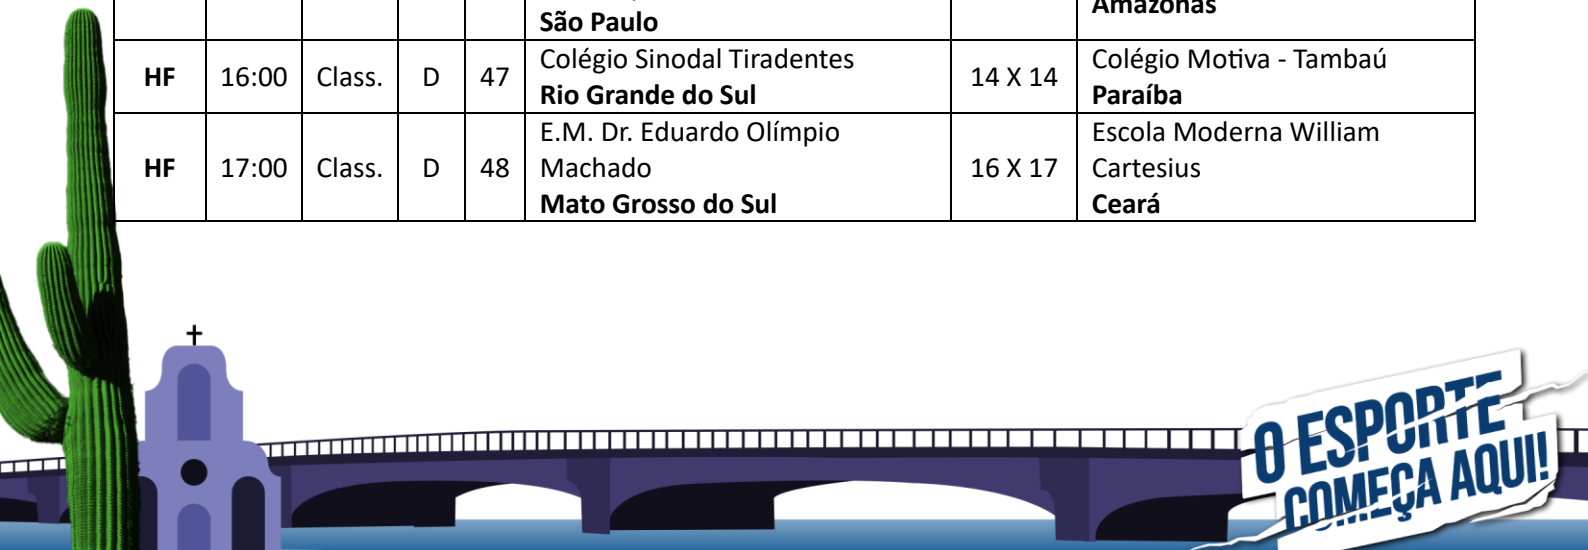 São Paulo
Amazonas
HF 16:00 Class. D 47 Colégio Sinodal Tiradentes 14 X 14 Colégio Motiva - Tambaú
Rio Grande do Sul Paraíba
E.M. Dr. Eduardo Olímpio Escola Moderna William
HF 17:00 Class. D 48 Machado 16 X 17 Cartesius
Mato Grosso do Sul Ceará
O ESPORTE
COMEÇA AQUI!